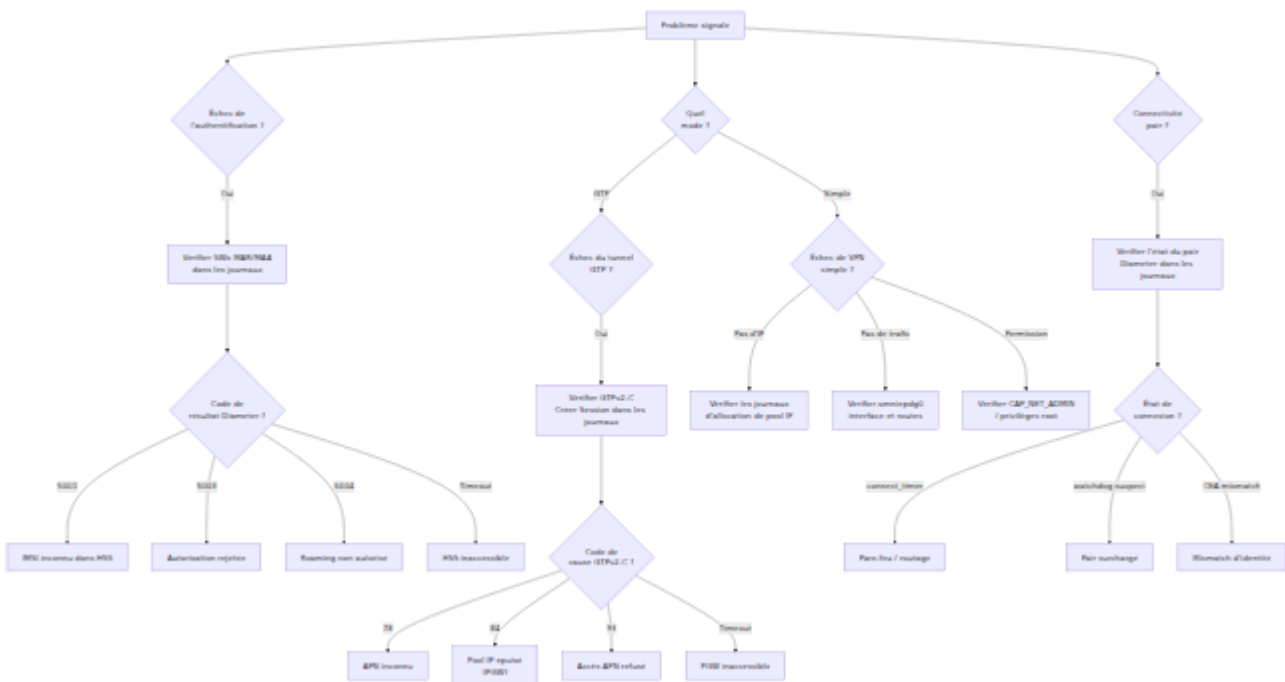 Problème signalé
Échec de
l'authentification ?
Quel
mode ?
Connectivité
pair ?
Oui
GTP
Simple
Oui
Vérifier SWx MAR/MAA
dans les journaux
Échec du tunnel
GTP ?
Échec de VPN
simple ?
Vérifier l'état du pair
Diameter dans les
journaux
Oui
Pas d'IP
Pas de trafic
Permission
Code de
résultat Diameter ?
Vérifier GTPv2-C
Créer Session dans les
journaux
Vérifier les journaux
d'allocation de pool IP
Vérifier
interface et routes
Vérifier CAP_NET_ADMIN
/ privilèges root
État de
connexion ?
5001
5003
5004
Timeout
connect_timer
watchdog suspect
CEA mismatch
IMSI inconnu dans HSS
Autorisation rejetée
Roaming non autorisé
HSS inaccessible
Code de
cause GTPv2-C ?
Pare-feu / routage
Pair surchargé
Mismatch d'identité
78
84
93
Timeout
APN inconnu
Pool IP épuisé
(PGW)
Accès APN refusé
PGW inaccessible